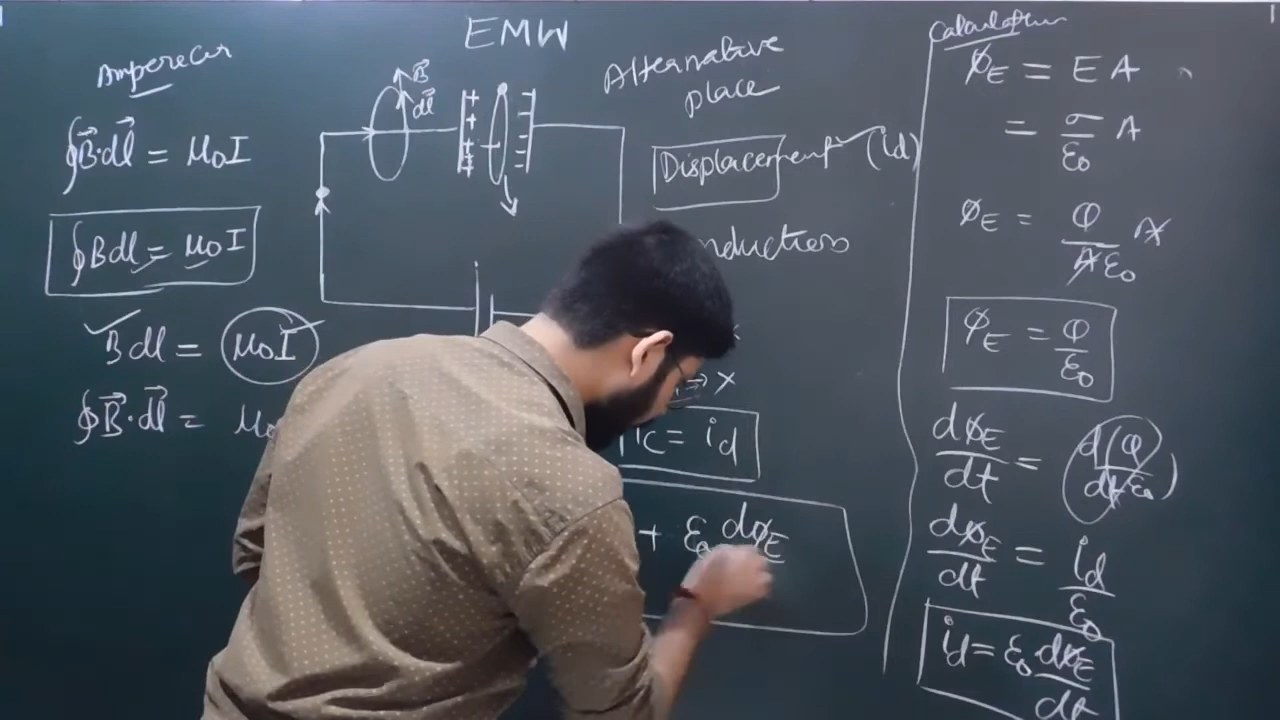 EMW
Amperecir
∮B⃗·dl⃗ = μ₀I
∮Bdl = μ₀I
Bdl = μ₀I
∮B⃗·dl⃗ = μ₀
B⃗
dl⃗
+ + + +
− − − −
Alternative
place
Displacement (id)
nductions
→ x
ic = id
+ ε₀ dφE
Calculation
φE = EA
= σ/ε₀ A
φE = Q/Aε₀ A
φE = Q/ε₀
dφE/dt = d/dt(Q/ε₀)
dφE/dt = id/ε₀
id = ε₀ dφE/dt